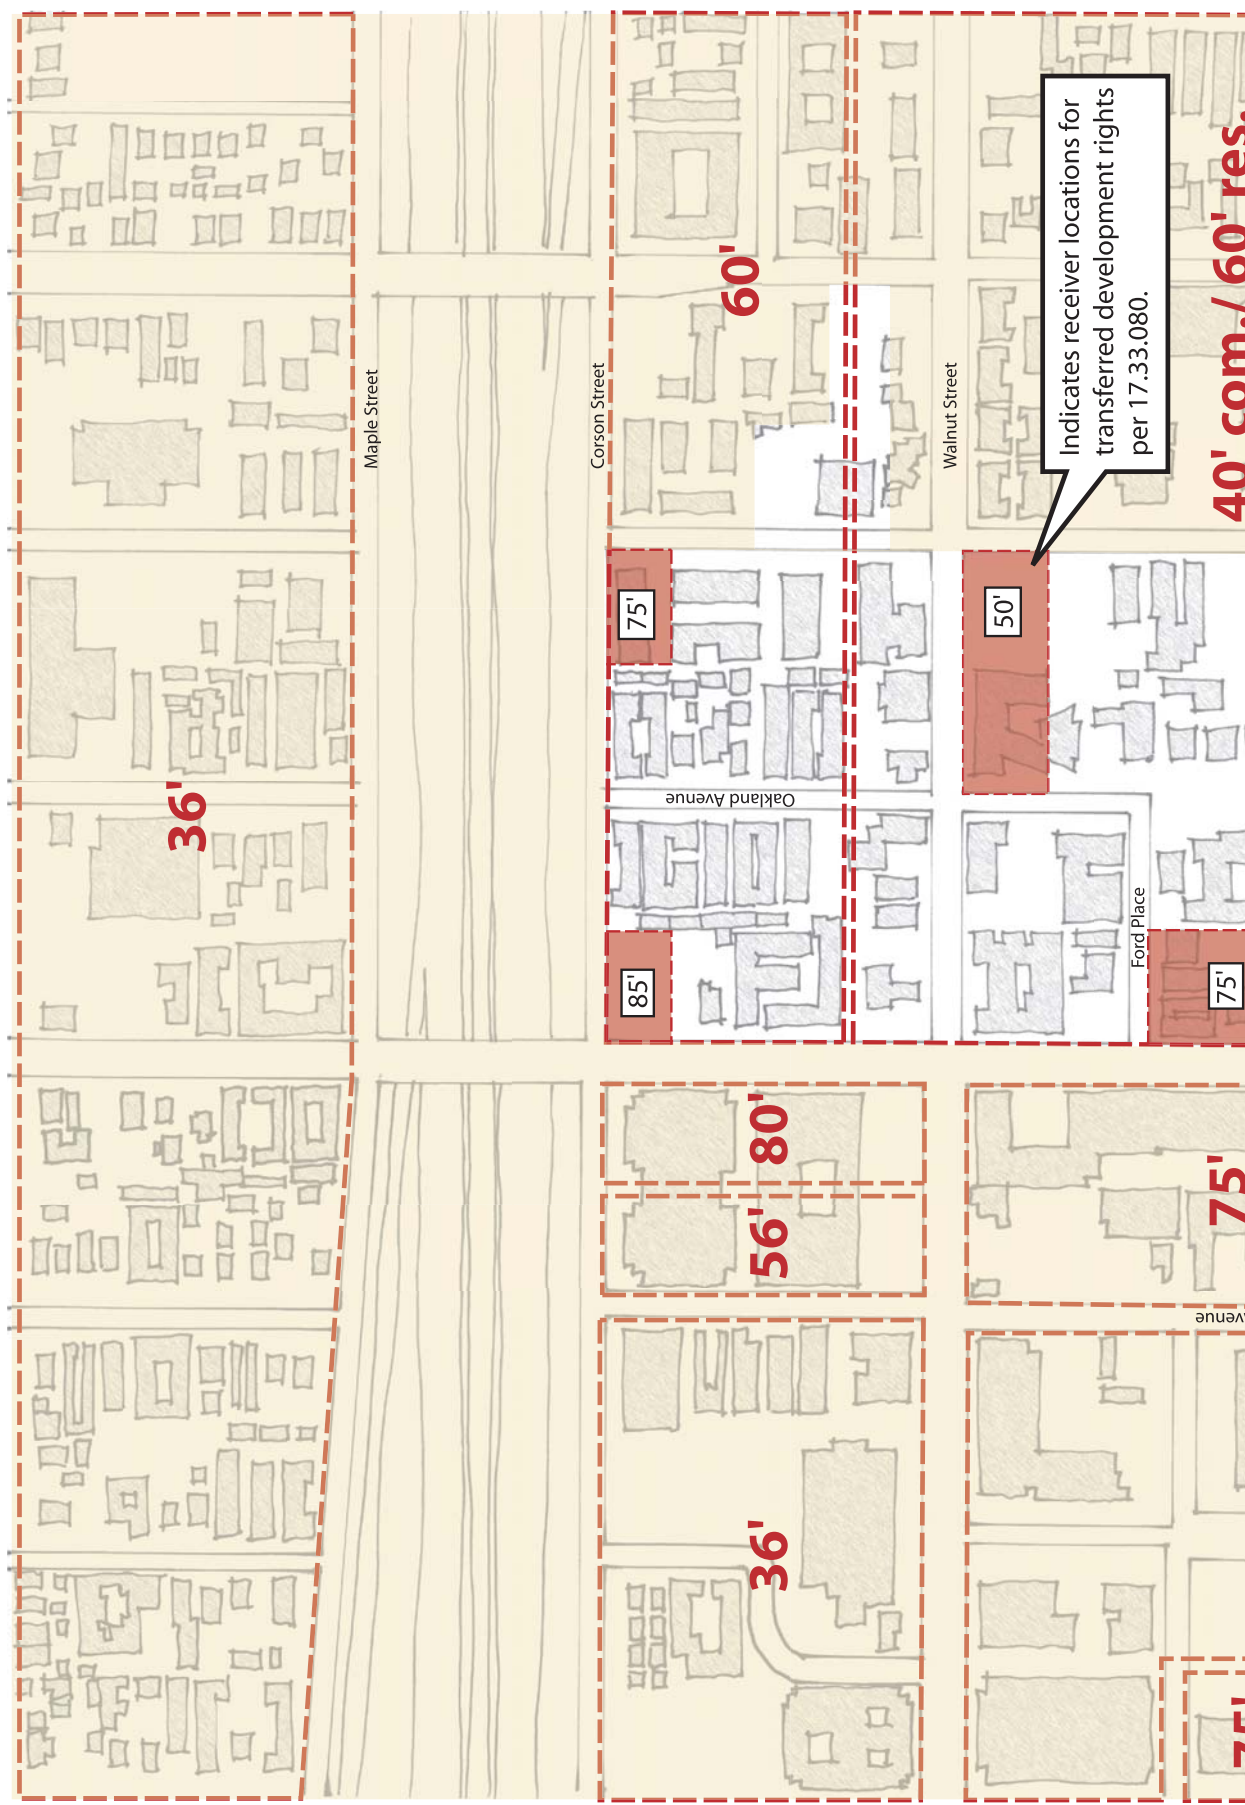 36'
Maple Street
Corson Street
60'
75'
85'
Oakland Avenue
80'
56'
36'
Walnut Street
50'
Indicates receiver locations for
transferred development rights
per 17.33.080.
Ford Place
75'
75'
40' com./ 60' res.
75'